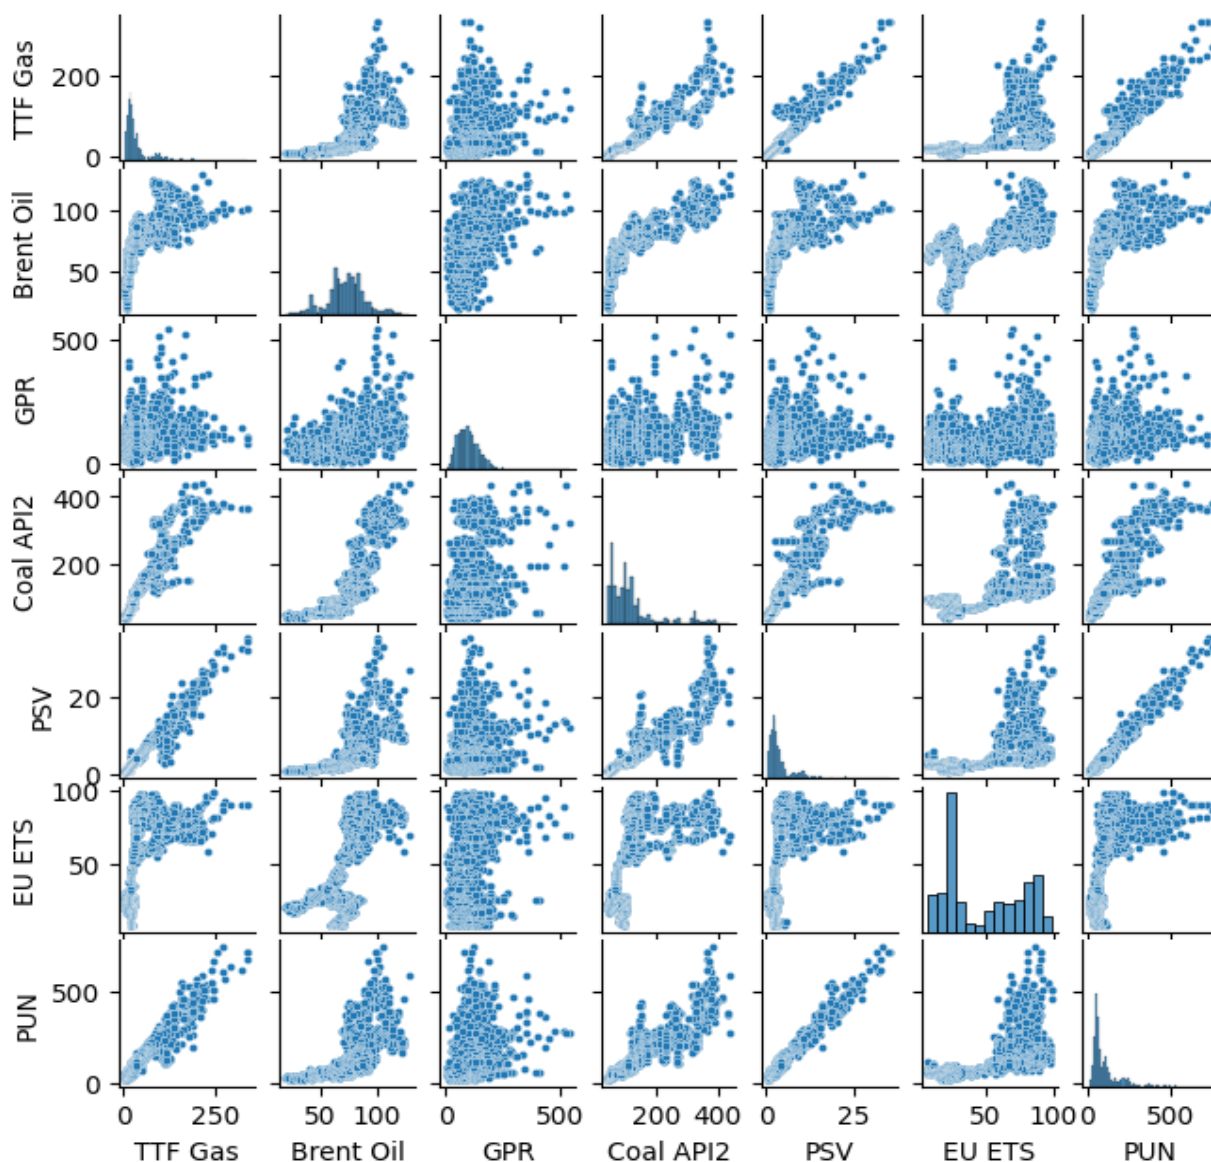 TTF Gas
200
0
Brent Oil
100
50
GPR
500
0
Coal API2
400
200
PSV
20
0
EU ETS
100
50
PUN
500
0
0 250 50 100 0 500 200 400 0 25 50 100 0 500
TTF Gas Brent Oil GPR Coal API2 PSV EU ETS PUN